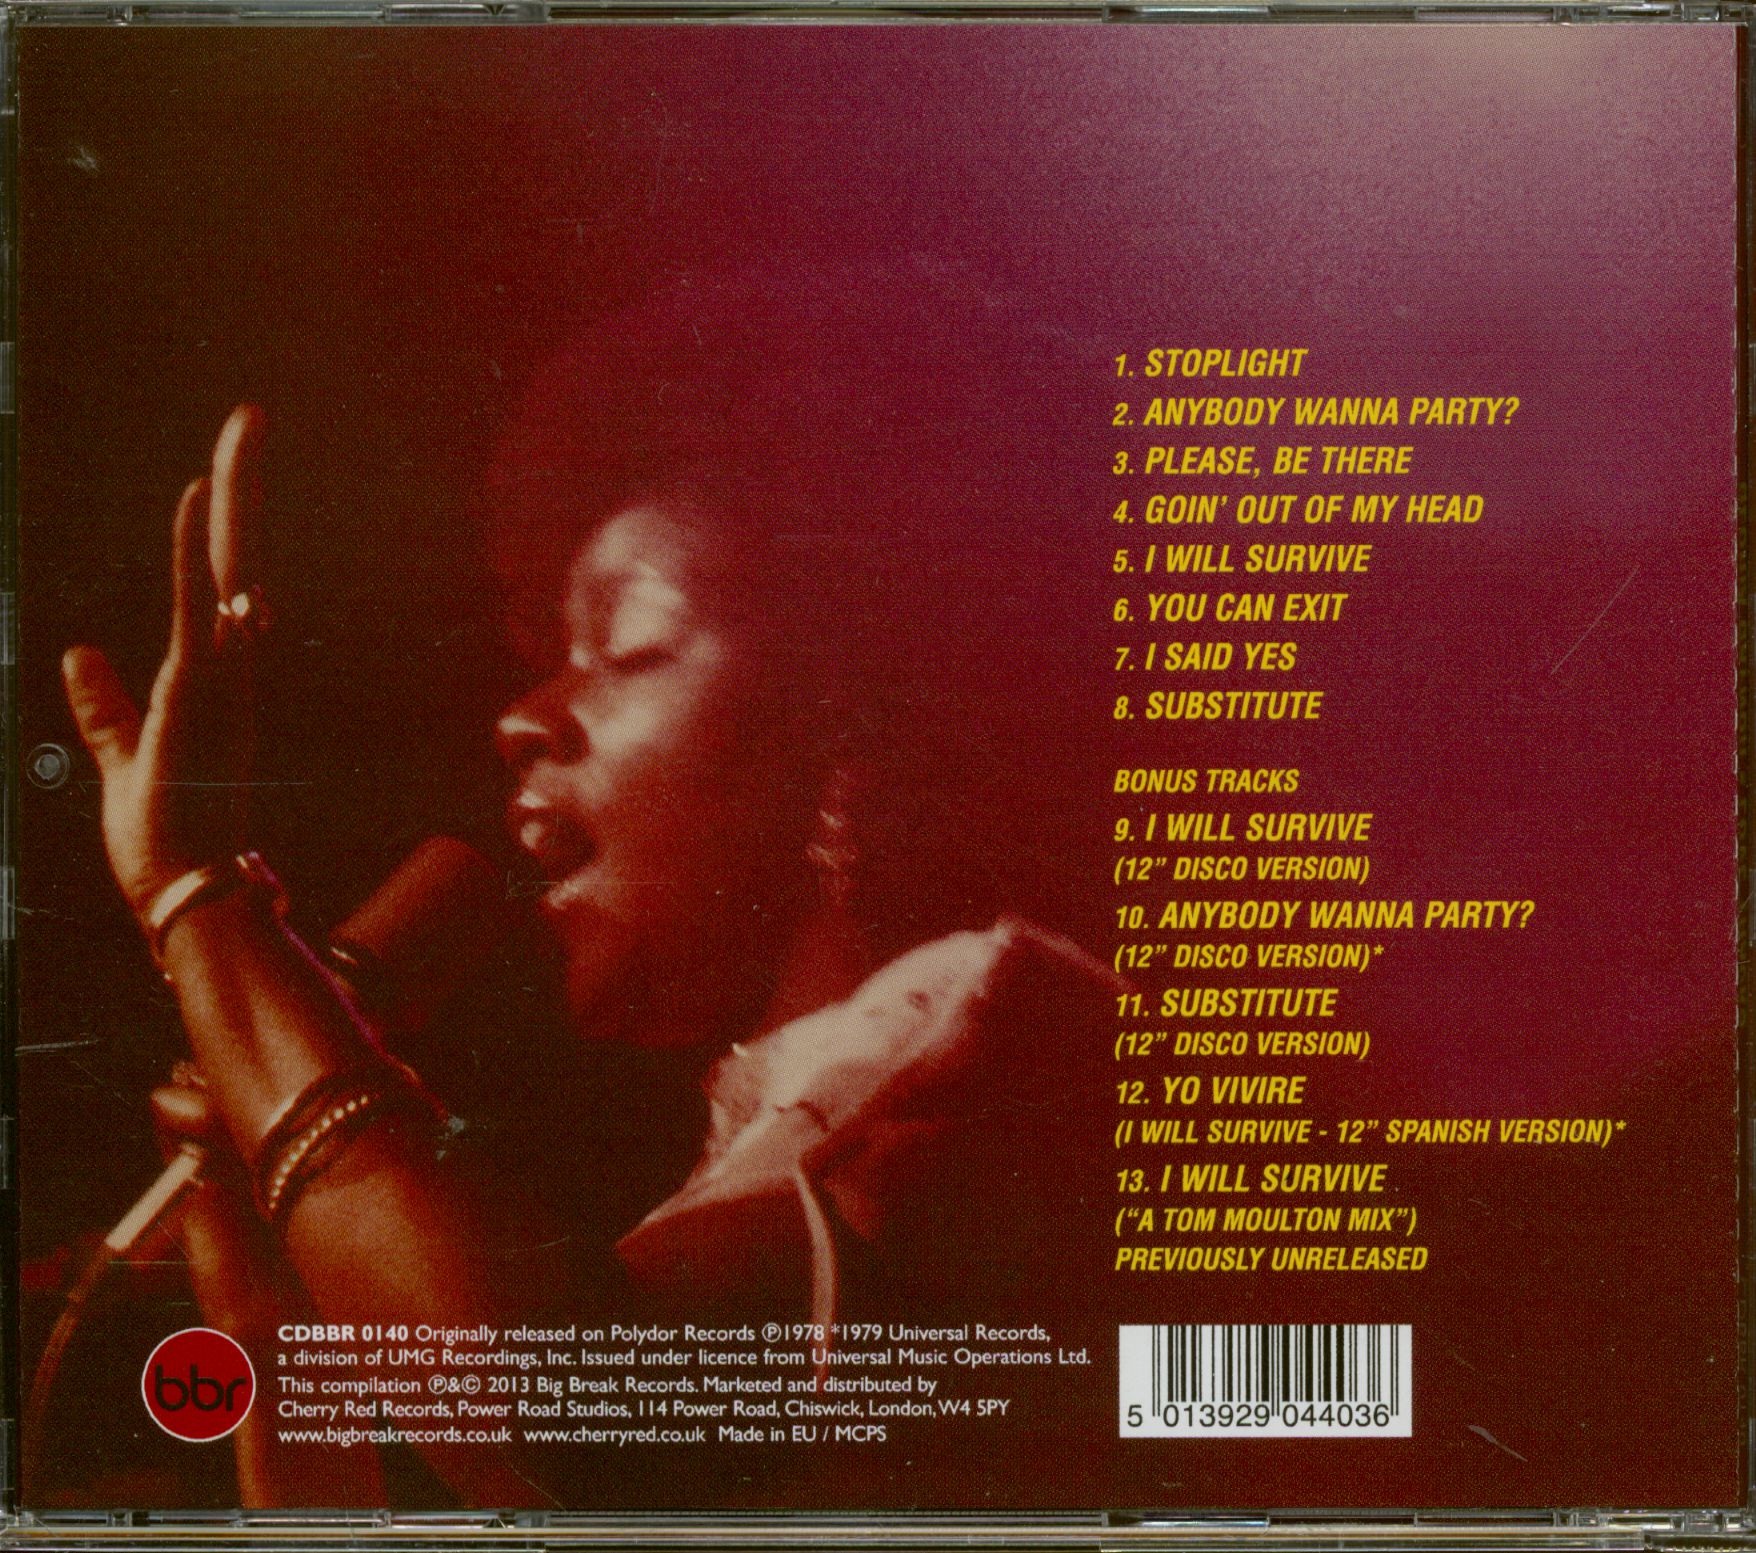 1. STOPLIGHT
2. ANYBODY WANNA PARTY?
3. PLEASE, BE THERE
4. GOIN' OUT OF MY HEAD
5. I WILL SURVIVE
6. YOU CAN EXIT
7. I SAID YES
8. SUBSTITUTE
BONUS TRACKS
9. I WILL SURVIVE
(12" DISCO VERSION)
10. ANYBODY WANNA PARTY?
(12" DISCO VERSION)*
11. SUBSTITUTE
(12" DISCO VERSION)
12. YO VIVIRE
(I WILL SURVIVE - 12" SPANISH VERSION)*
13. I WILL SURVIVE
("A TOM MOULTON MIX")
PREVIOUSLY UNRELEASED
bbr
CDBBR 0140 Originally released on Polydor Records ℗1978 *1979 Universal Records,
a division of UMG Recordings, Inc. Issued under licence from Universal Music Operations Ltd.
This compilation ℗&© 2013 Big Break Records. Marketed and distributed by
Cherry Red Records, Power Road Studios, 114 Power Road, Chiswick, London, W4 5PY
www.bigbreakrecords.co.uk www.cherryred.co.uk Made in EU / MCPS
5 013929 044036